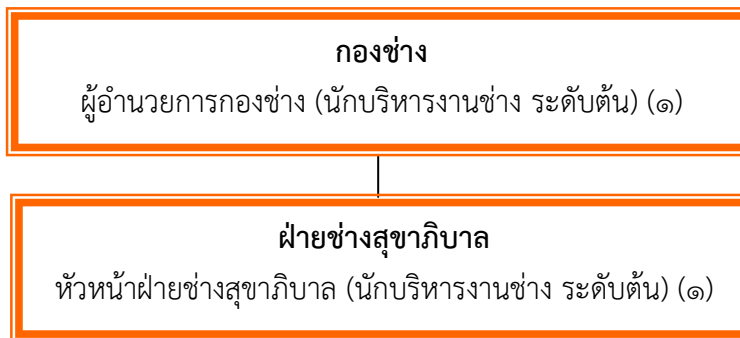 กองช่าง
ผู้อำนวยการกองช่าง (นักบริหารงานช่าง ระดับต้น) (๑)
ฝ่ายช่างสุขาภิบาล
หัวหน้าฝ่ายช่างสุขาภิบาล (นักบริหารงานช่าง ระดับต้น) (๑)